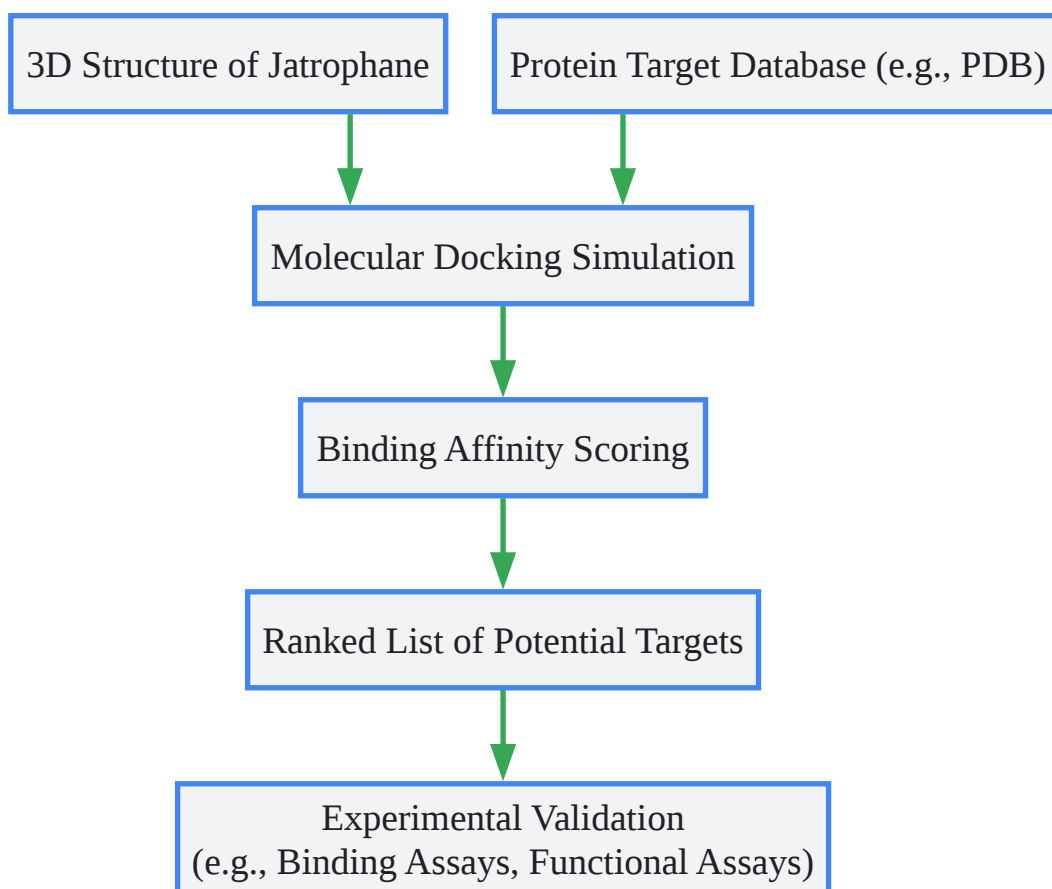 3D Structure of Jatrophane
Protein Target Database (e.g., PDB)
Molecular Docking Simulation
Binding Affinity Scoring
Ranked List of Potential Targets
Experimental Validation
(e.g., Binding Assays, Functional Assays)